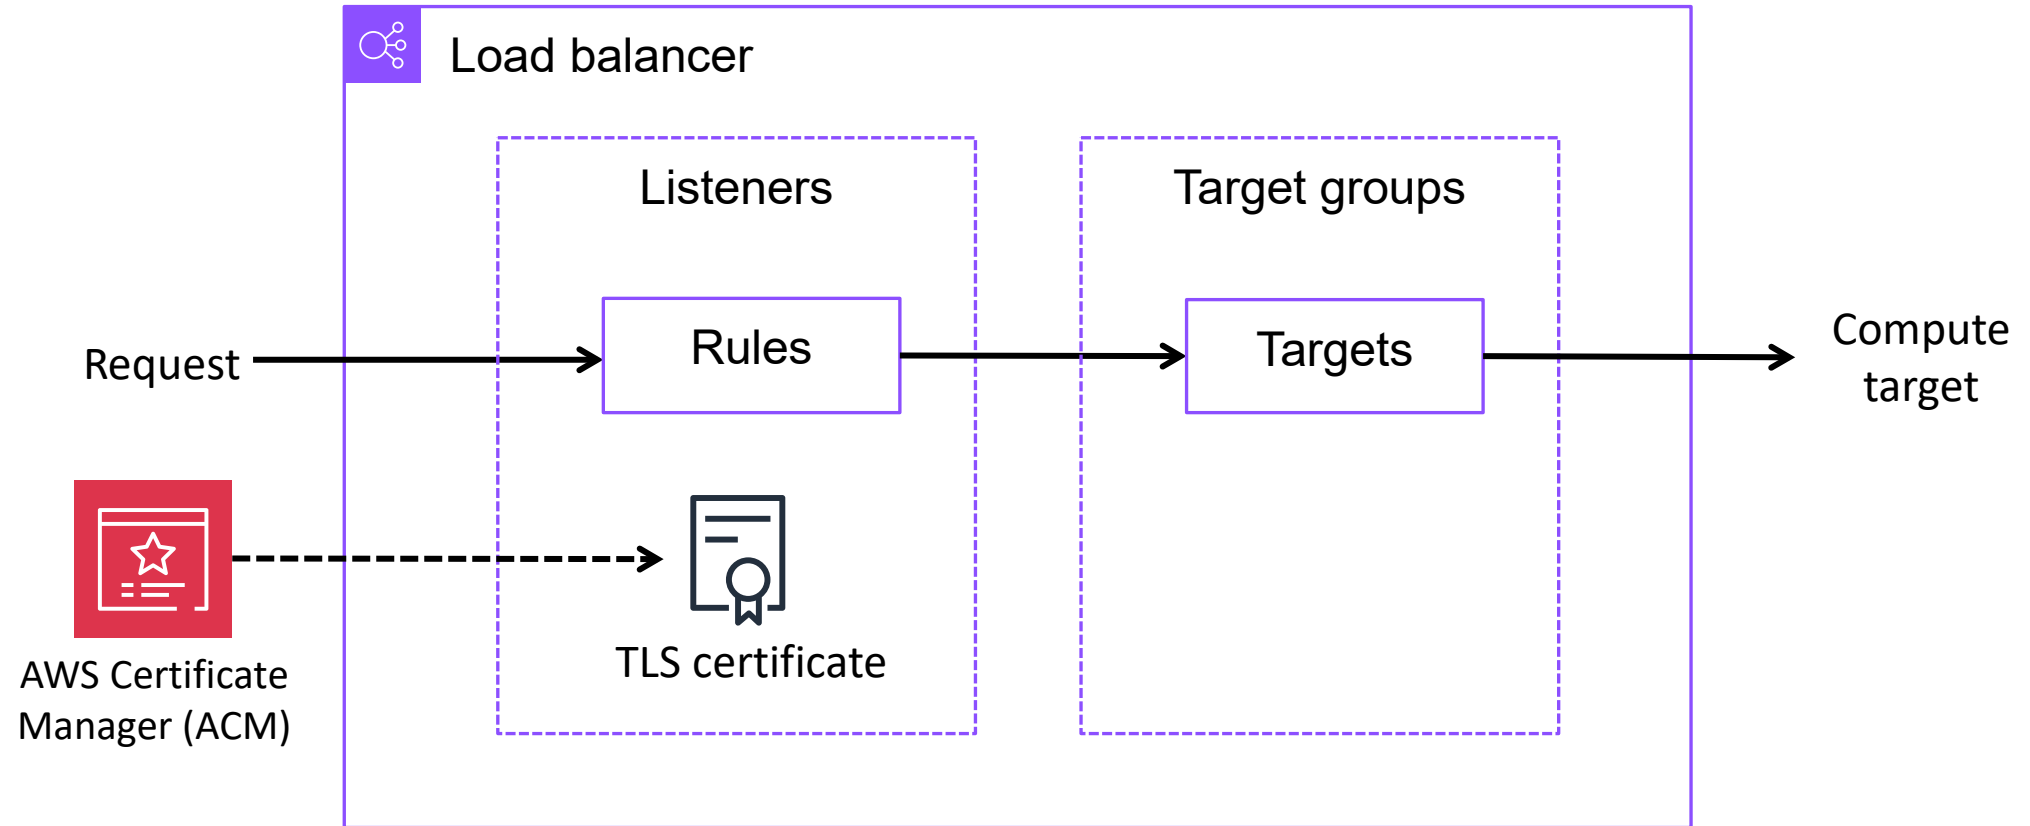 Load balancer
Listeners
Target groups
Request
Rules
Targets
Compute
target
AWS Certificate
Manager (ACM)
TLS certificate